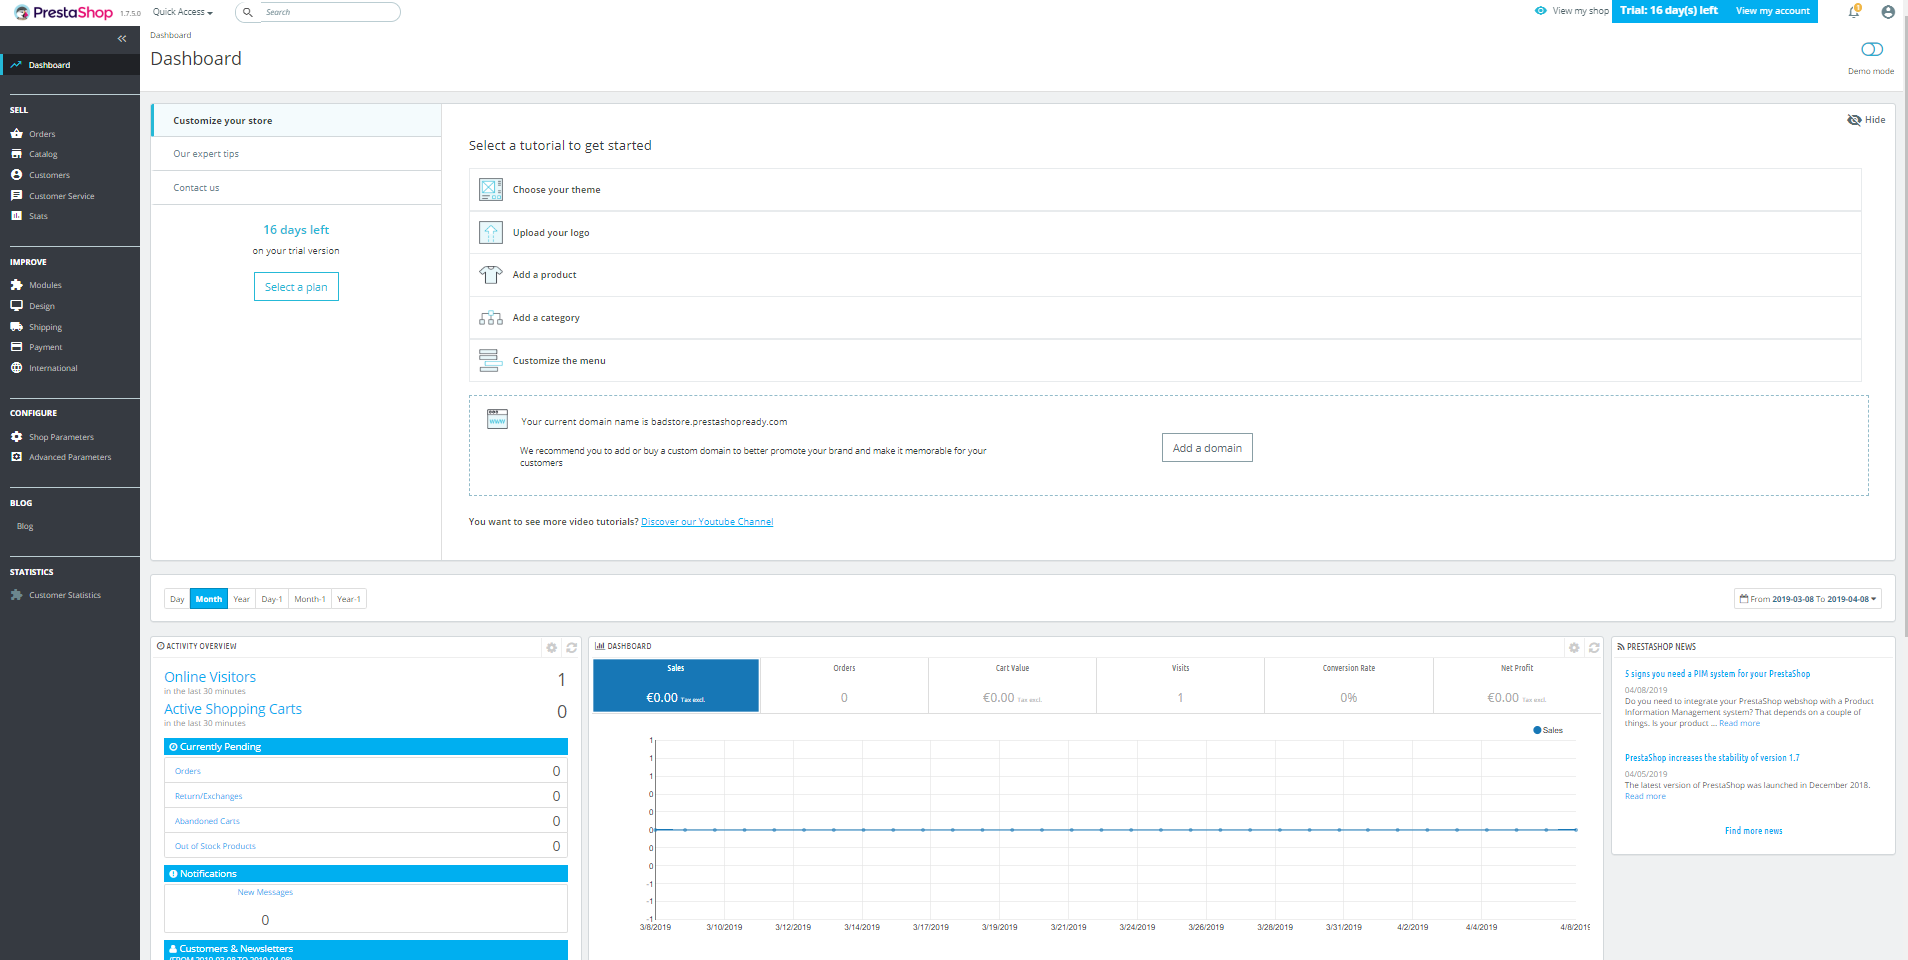 PrestaShop 1.7.5.0 Quick Access Search View my shop Trial: 16 day(s) left View my account 1
Dashboard
Dashboard
Demo mode
Dashboard
SELL
Orders
Catalog
Customers
Customer Service
Stats
IMPROVE
Modules
Design
Shipping
Payment
International
CONFIGURE
Shop Parameters
Advanced Parameters
BLOG
Blog
STATISTICS
Customer Statistics
Customize your store
Our expert tips
Contact us
16 days left
on your trial version
Select a plan
Hide
Select a tutorial to get started
Choose your theme
Upload your logo
Add a product
Add a category
Customize the menu
www
Your current domain name is badstore.prestashopready.com
We recommend you to add or buy a custom domain to better promote your brand and make it memorable for your
customers
Add a domain
You want to see more video tutorials? Discover our Youtube Channel
Day Month Year Day-1 Month-1 Year-1
From 2019-03-08 To 2019-04-08
ACTIVITY OVERVIEW
Online Visitors 1
in the last 30 minutes
Active Shopping Carts 0
in the last 30 minutes
Currently Pending
Orders 0
Return/Exchanges 0
Abandoned Carts 0
Out of Stock Products 0
Notifications
New Messages
0
Customers & Newsletters
(FROM 2019-03-08 TO 2019-04-08)
DASHBOARD
Sales Orders Cart Value Visits Conversion Rate Net Profit
€0.00 Tax excl. 0 €0.00 Tax excl. 1 0% €0.00 Tax excl.
Sales
1
1
1
0
0
0
0
0
-1
-1
-1
3/8/2019 3/10/2019 3/12/2019 3/14/2019 3/17/2019 3/19/2019 3/21/2019 3/24/2019 3/26/2019 3/28/2019 3/31/2019 4/2/2019 4/4/2019 4/8/2019
PRESTASHOP NEWS
5 signs you need a PIM system for your PrestaShop
04/08/2019
Do you need to integrate your PrestaShop webshop with a Product
Information Management system? That depends on a couple of
things. Is your product ... Read more
PrestaShop increases the stability of version 1.7
04/05/2019
The latest version of PrestaShop was launched in December 2018.
Read more
Find more news